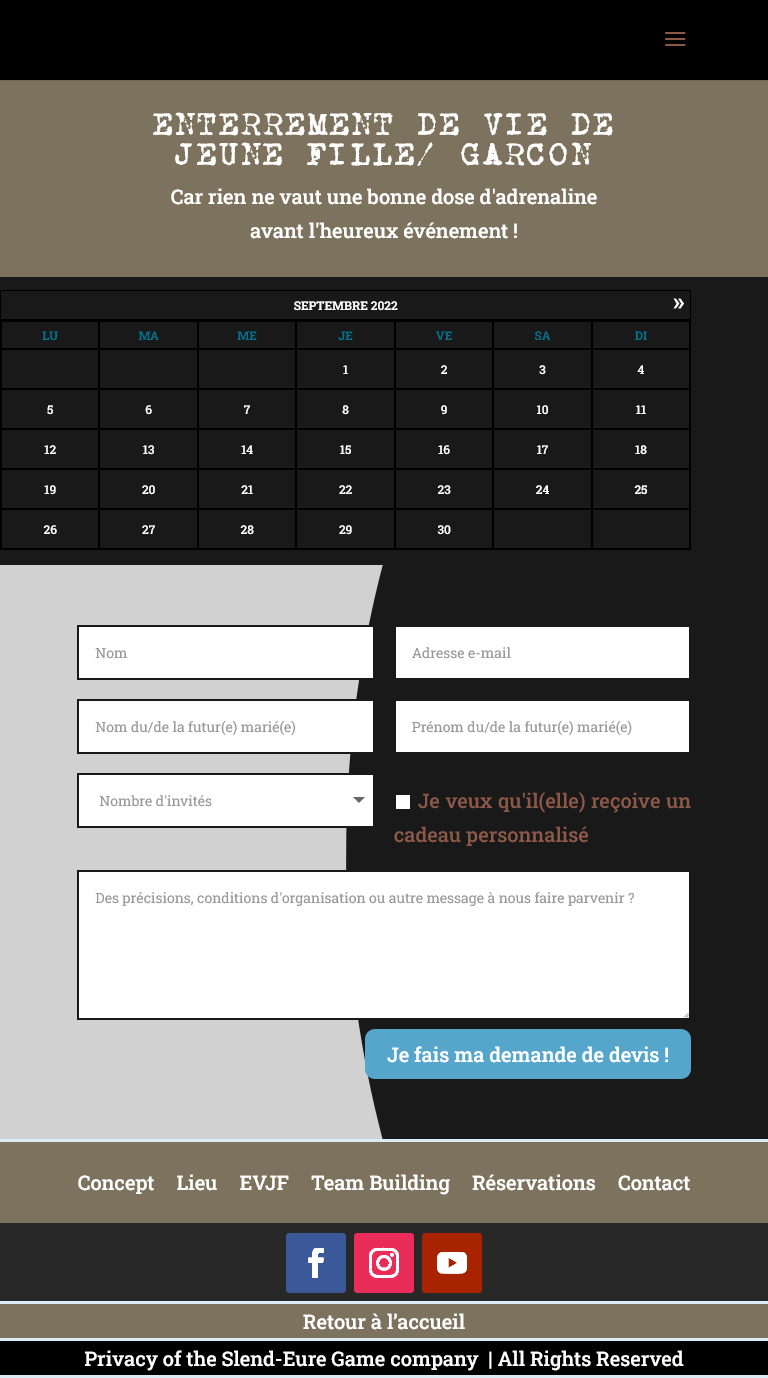 ENTERREMENT DE VIE DE
JEUNE FILLE/ GARCON
Car rien ne vaut une bonne dose d'adrenaline
avant l'heureux événement !
SEPTEMBRE 2022 »
LU MA ME JE VE SA DI
1 2 3 4
5 6 7 8 9 10 11
12 13 14 15 16 17 18
19 20 21 22 23 24 25
26 27 28 29 30
Nom
Adresse e-mail
Nom du/de la futur(e) marié(e)
Prénom du/de la futur(e) marié(e)
Nombre d'invités
Je veux qu'il(elle) reçoive un
cadeau personnalisé
Des précisions, conditions d'organisation ou autre message à nous faire parvenir ?
Je fais ma demande de devis !
Concept Lieu EVJF Team Building Réservations Contact
Retour à l'accueil
Privacy of the Slend-Eure Game company | All Rights Reserved